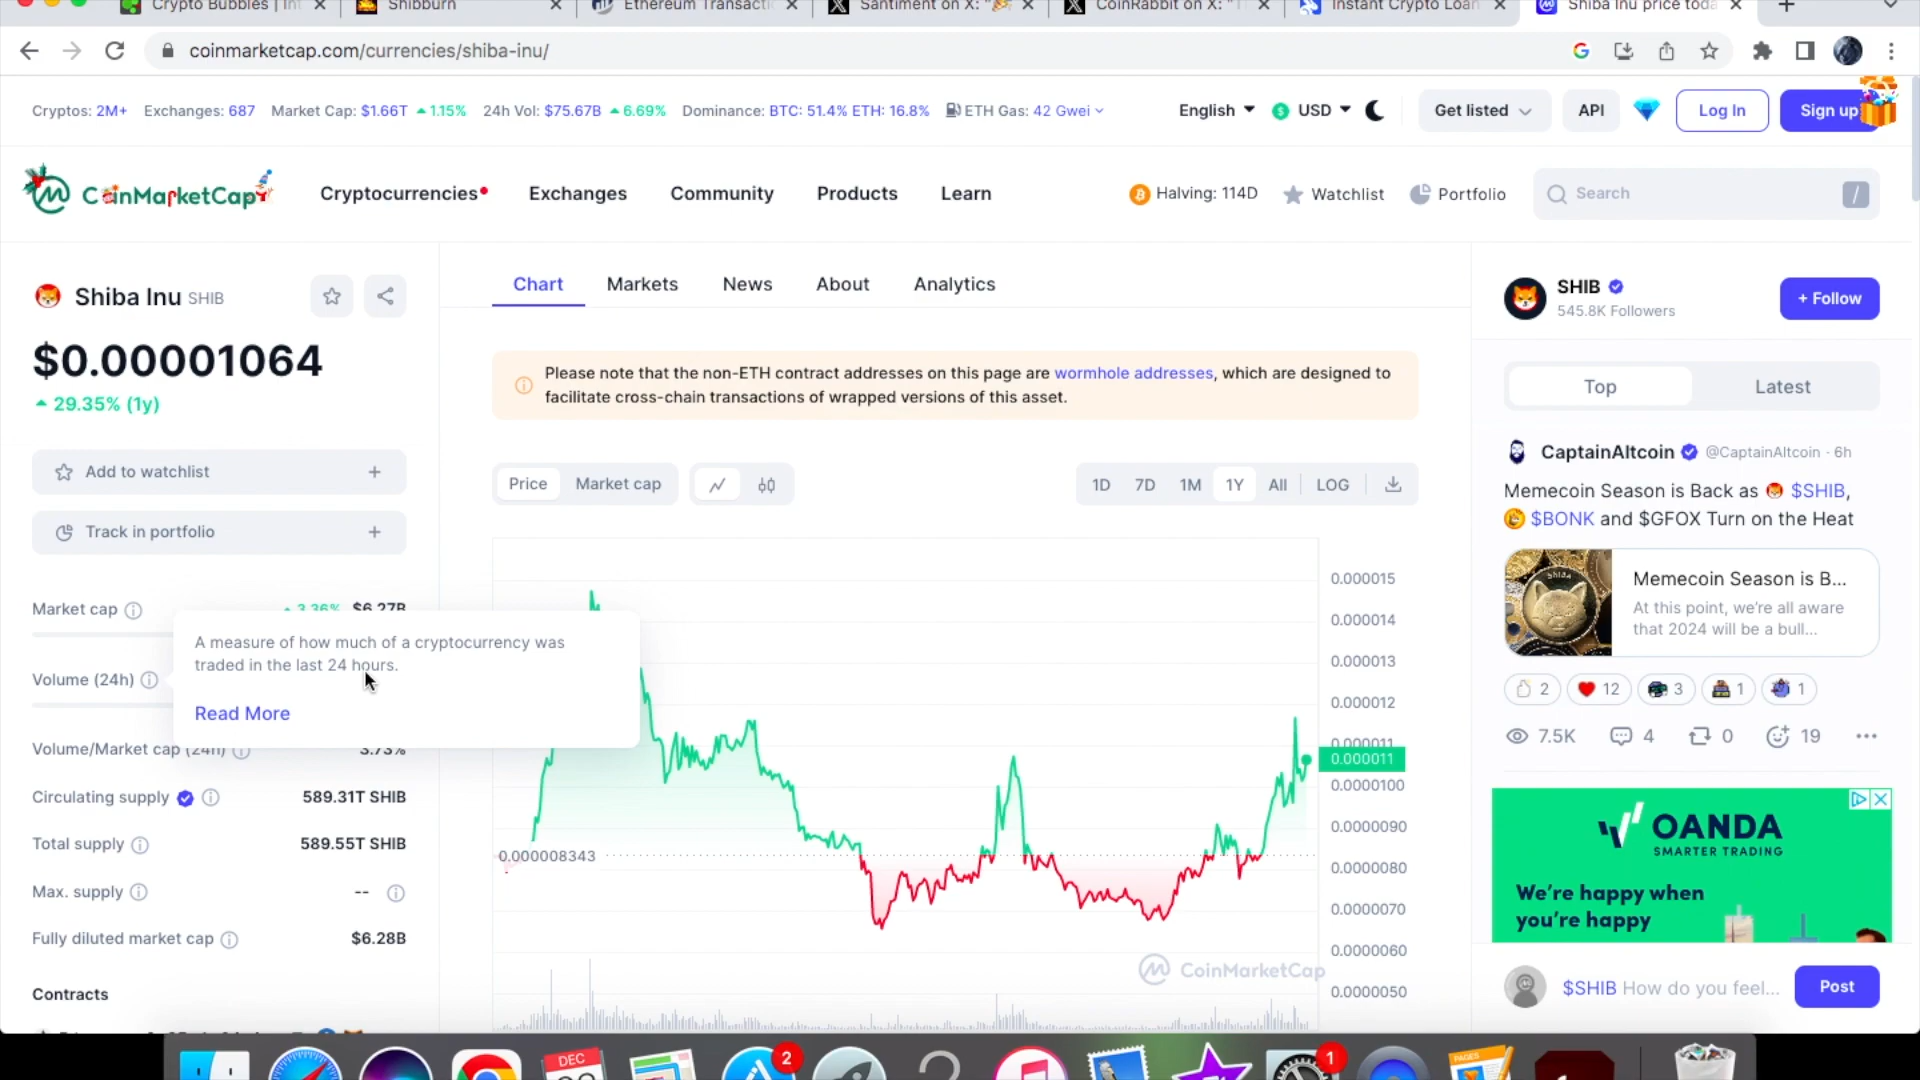 Crypto Bubbles | Int
Shibburn
Ethereum Transactio
Santiment on X: "🎉
CoinRabbit on X: "T
Instant Crypto Loan
Shiba Inu price toda
coinmarketcap.com/currencies/shiba-inu/
Cryptos: 2M+ Exchanges: 687 Market Cap: $1.66T 1.15% 24h Vol: $75.67B 6.69% Dominance: BTC: 51.4% ETH: 16.8% ETH Gas: 42 Gwei
English USD Get listed API Log In Sign up
CoinMarketCap
Cryptocurrencies Exchanges Community Products Learn
Halving: 114D Watchlist Portfolio Search /
Shiba Inu SHIB
$0.00001064
29.35% (1y)
Add to watchlist +
Track in portfolio +
Market cap 3.36% $6.27B
A measure of how much of a cryptocurrency was
traded in the last 24 hours.
Read More
Volume (24h)
Volume/Market cap (24h) 3.73%
Circulating supply 589.31T SHIB
Total supply 589.55T SHIB
Max. supply --
Fully diluted market cap $6.28B
Contracts
Chart Markets News About Analytics
Please note that the non-ETH contract addresses on this page are wormhole addresses, which are designed to
facilitate cross-chain transactions of wrapped versions of this asset.
Price Market cap
1D 7D 1M 1Y All LOG
0.000015
0.000014
0.000013
0.000012
0.000011
0.000011
0.0000100
0.0000090
0.0000080
0.0000070
0.0000060
0.0000050
0.000008343
CoinMarketCap
SHIB
545.8K Followers
+ Follow
Top Latest
CaptainAltcoin @CaptainAltcoin · 6h
Memecoin Season is Back as $SHIB,
$BONK and $GFOX Turn on the Heat
Memecoin Season is B...
At this point, we're all aware
that 2024 will be a bull...
2 12 3 1 1
7.5K 4 0 19
OANDA
SMARTER TRADING
We're happy when
you're happy
$SHIB How do you feel...
Post
DEC
2
1
PAGES